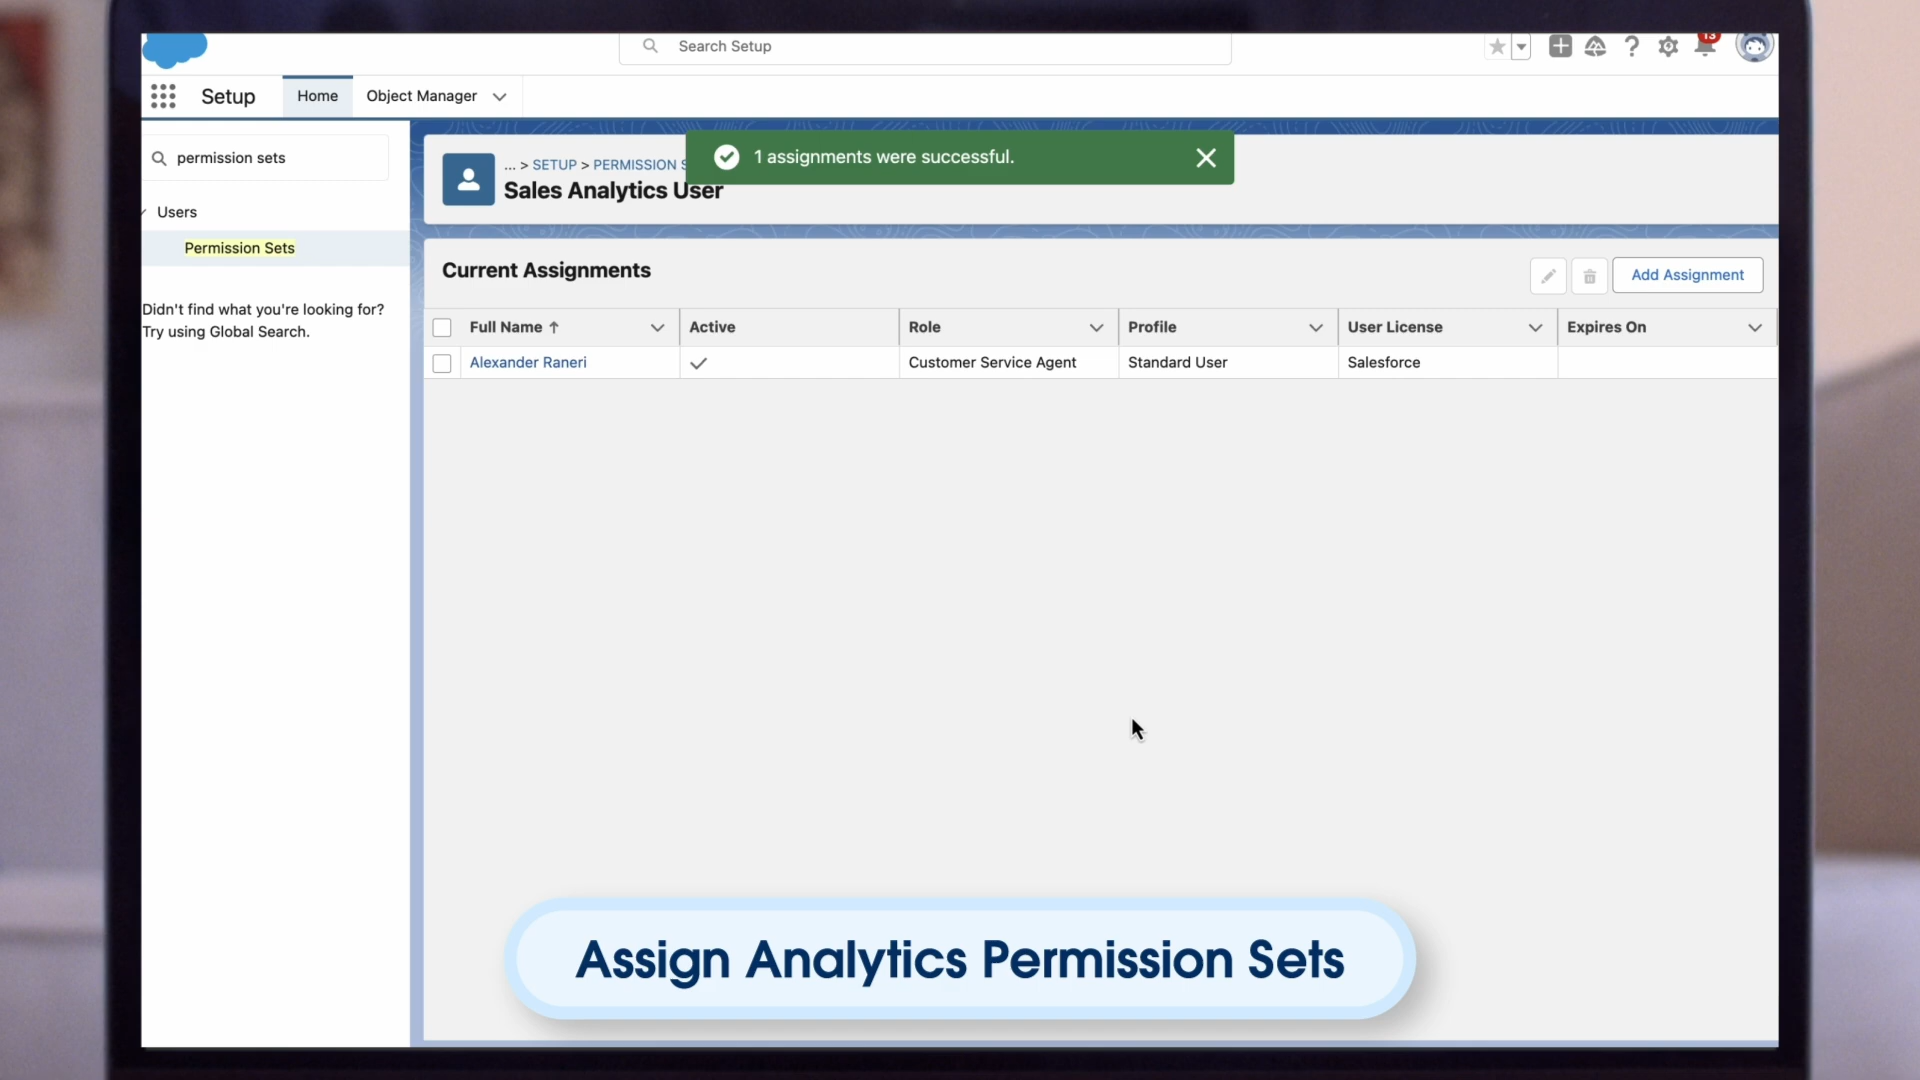 Search Setup
13
Setup
Home
Object Manager
permission sets
Users
Permission Sets
Didn't find what you're looking for?
Try using Global Search.
... > SETUP > PERMISSION S
Sales Analytics User
1 assignments were successful.
Current Assignments
Add Assignment
Full Name Active Role Profile User License Expires On
Alexander Raneri Customer Service Agent Standard User Salesforce
Assign Analytics Permission Sets